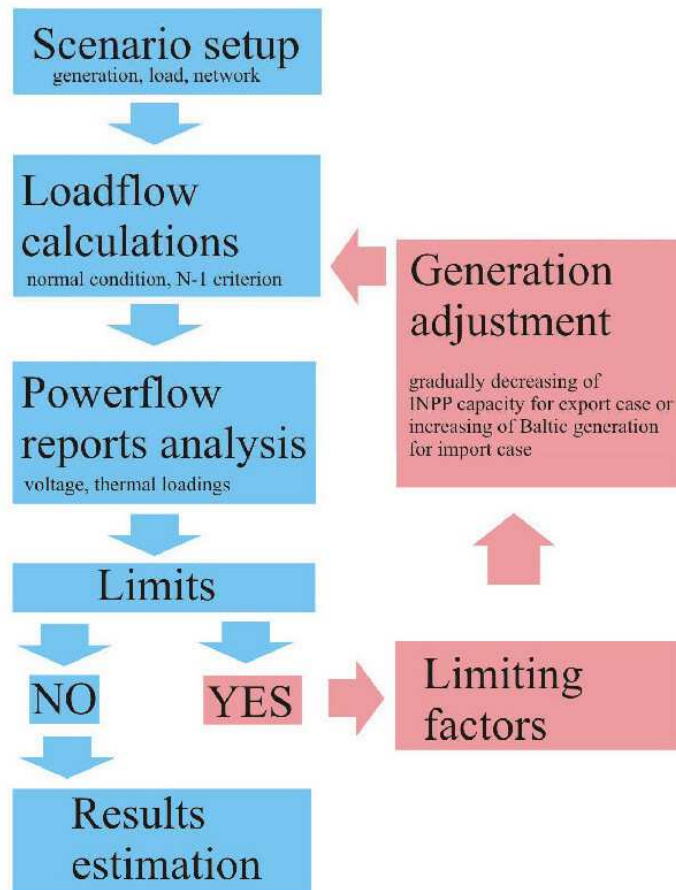 Scenario setup
generation, load, network
Loadflow
calculations
normal condition, N-1 criterion
Powerflow
reports analysis
voltage, thermal loadings
Limits
NO
YES
Results
estimation
Limiting
factors
Generation
adjustment
gradually decreasing of
INPP capacity for export case or
increasing of Baltic generation
for import case